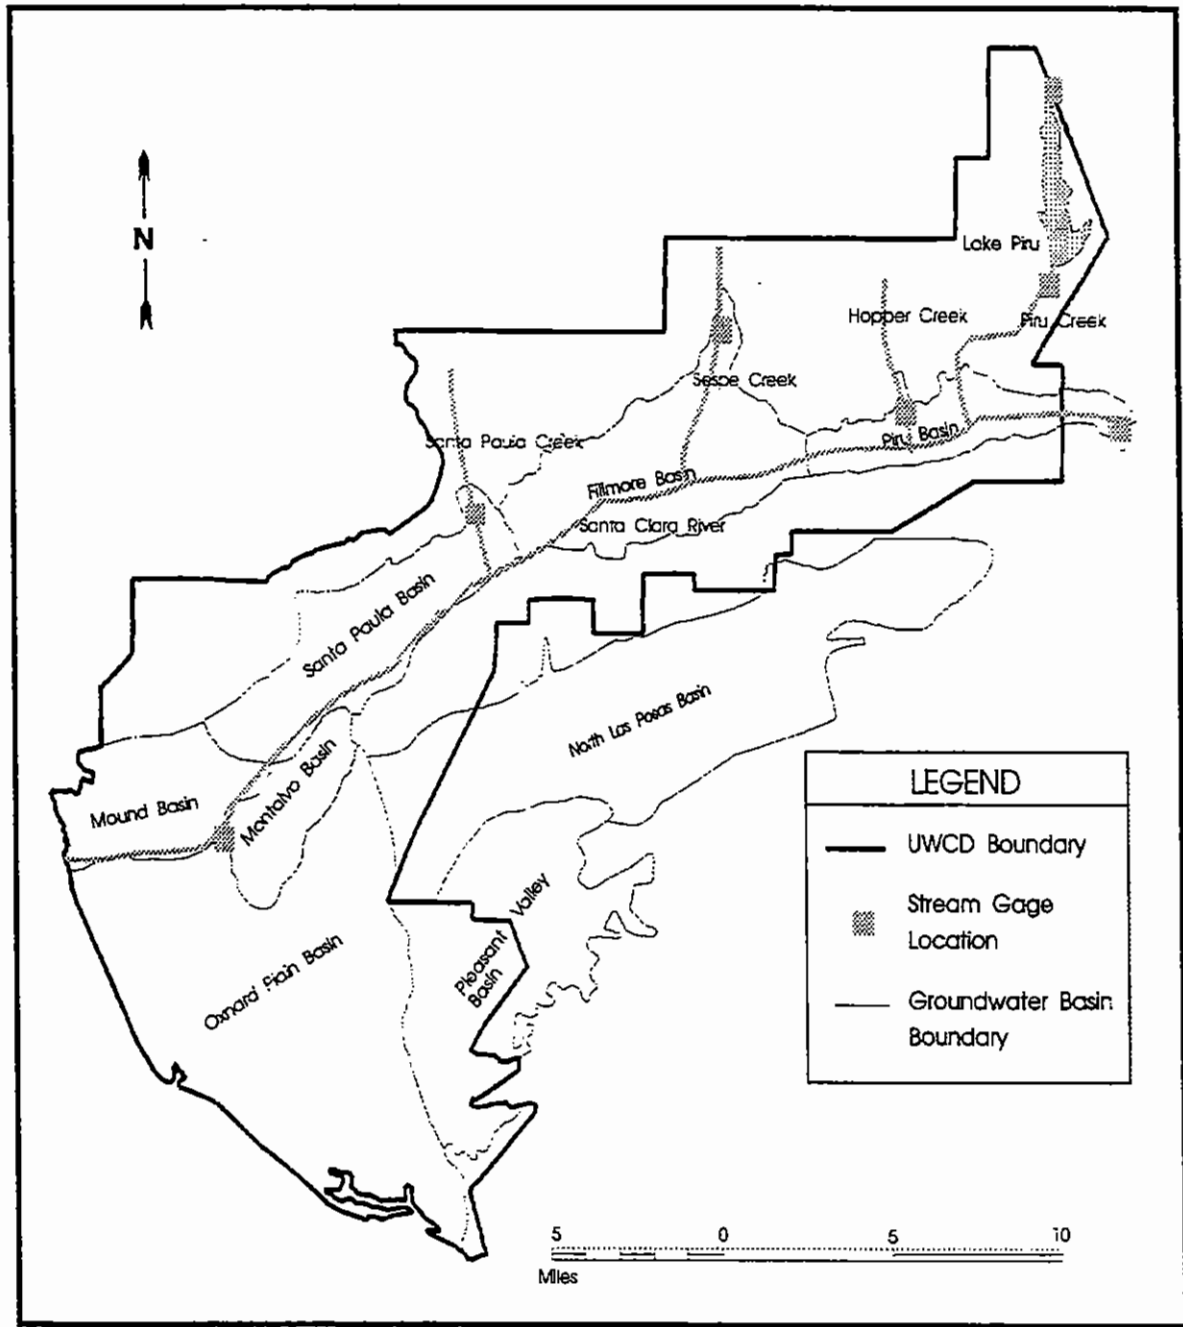 N
Lake Piru
Hopper Creek
Piru Creek
Sespe Creek
Santa Paula Creek
Piru Basin
Fillmore Basin
Santa Clara River
Santa Paula Basin
North Las Posas Basin
Montalvo Basin
Mound Basin
Pleasant Valley
Basin
Oxnard Plain Basin
LEGEND
UWCD Boundary
Stream Gage
Location
Groundwater Basin
Boundary
5 0 5 10
Miles